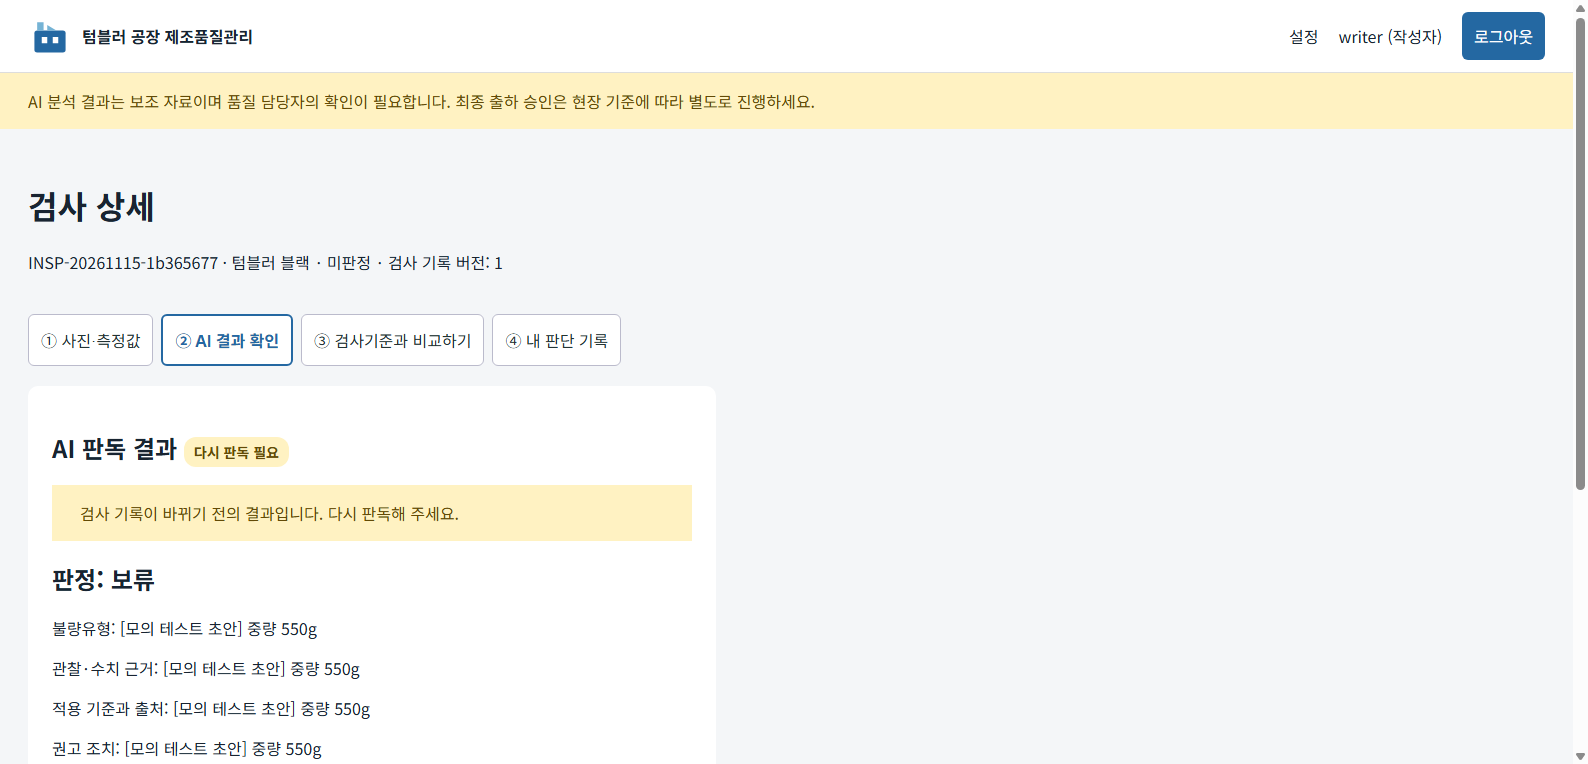 텀블러 공장 제조품질관리
설정 writer (작성자) 로그아웃
AI 분석 결과는 보조 자료이며 품질 담당자의 확인이 필요합니다. 최종 출하 승인은 현장 기준에 따라 별도로 진행하세요.
검사 상세
INSP-20261115-1b365677 · 텀블러 블랙 · 미판정 · 검사 기록 버전: 1
① 사진·측정값 ② AI 결과 확인 ③ 검사기준과 비교하기 ④ 내 판단 기록
AI 판독 결과 다시 판독 필요
검사 기록이 바뀌기 전의 결과입니다. 다시 판독해 주세요.
판정: 보류
불량유형: [모의 테스트 초안] 중량 550g
관찰·수치 근거: [모의 테스트 초안] 중량 550g
적용 기준과 출처: [모의 테스트 초안] 중량 550g
권고 조치: [모의 테스트 초안] 중량 550g